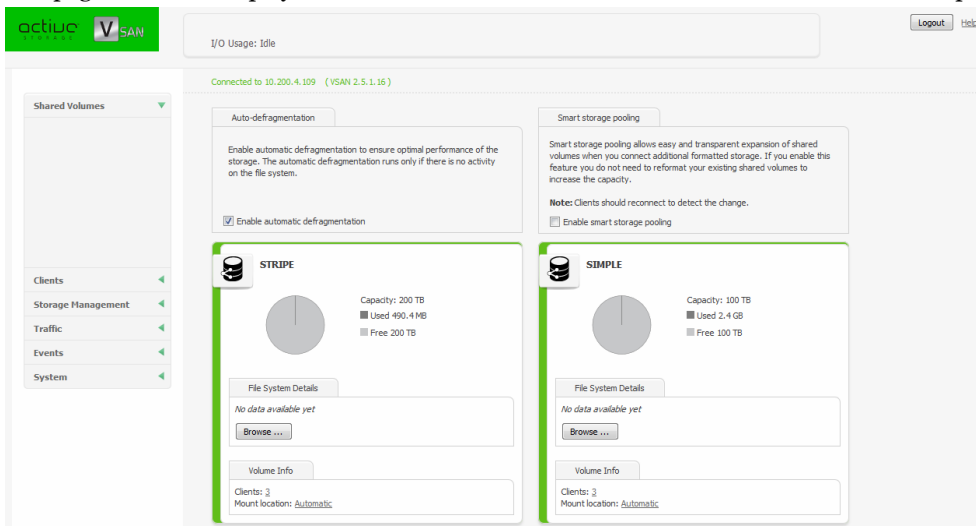 active
STORAGE
V SAN
I/O Usage: Idle
Logout
Connected to 10.200.4.109 ( VSAN 2.5.1.16 )
Shared Volumes
Clients
Storage Management
Traffic
Events
System
Auto-defragmentation
Enable automatic defragmentation to ensure optimal performance of the
storage. The automatic defragmentation runs only if there is no activity
on the file system.
Enable automatic defragmentation
Smart storage pooling
Smart storage pooling allows easy and transparent expansion of shared
volumes when you connect additional formatted storage. If you enable this
feature you do not need to reformat your existing shared volumes to
increase the capacity.
Note: Clients should reconnect to detect the change.
Enable smart storage pooling
STRIPE
Capacity: 200 TB
Used 490.4 MB
Free 200 TB
File System Details
No data available yet
Browse ...
Volume Info
Clients: 3
Mount location: Automatic
SIMPLE
Capacity: 100 TB
Used 2.4 GB
Free 100 TB
File System Details
No data available yet
Browse ...
Volume Info
Clients: 3
Mount location: Automatic